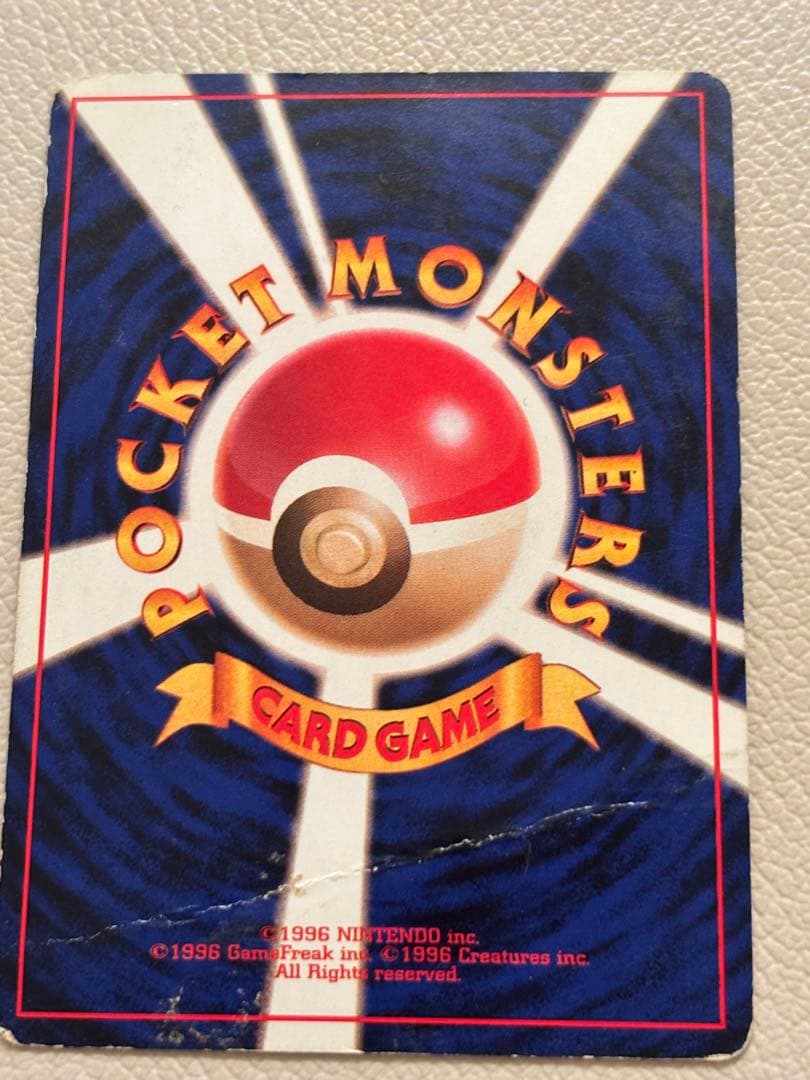 POCKET MONSTERS
CARD GAME
©1996 NINTENDO inc.
©1996 GameFreak inc. ©1996 Creatures inc.
All Rights reserved.